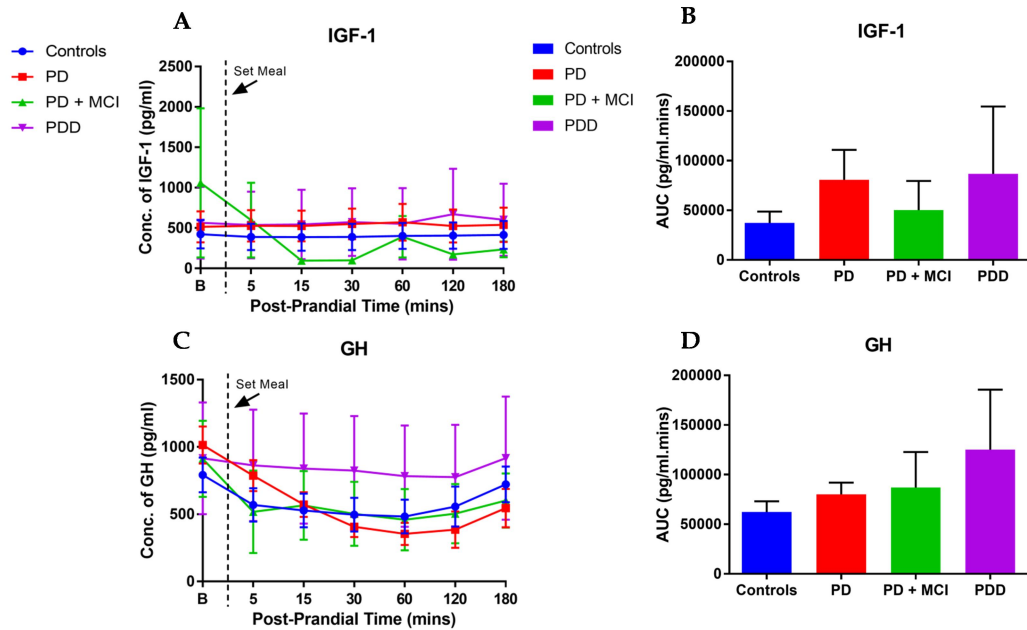 A
IGF-1
Controls
PD
PD + MCI
PDD
Set Meal
Conc. of IGF-1 (pg/ml)
2500
2000
1500
1000
500
0
B 5 15 30 60 120 180
Post-Prandial Time (mins)
B
IGF-1
Controls
PD
PD + MCI
PDD
AUC (pg/ml.mins)
200000
150000
100000
50000
0
Controls PD PD + MCI PDD
C
GH
Set Meal
Conc. of GH (pg/ml)
1500
1000
500
0
B 5 15 30 60 120 180
Post-Prandial Time (mins)
D
GH
AUC (pg/ml.mins)
200000
150000
100000
50000
0
Controls PD PD + MCI PDD